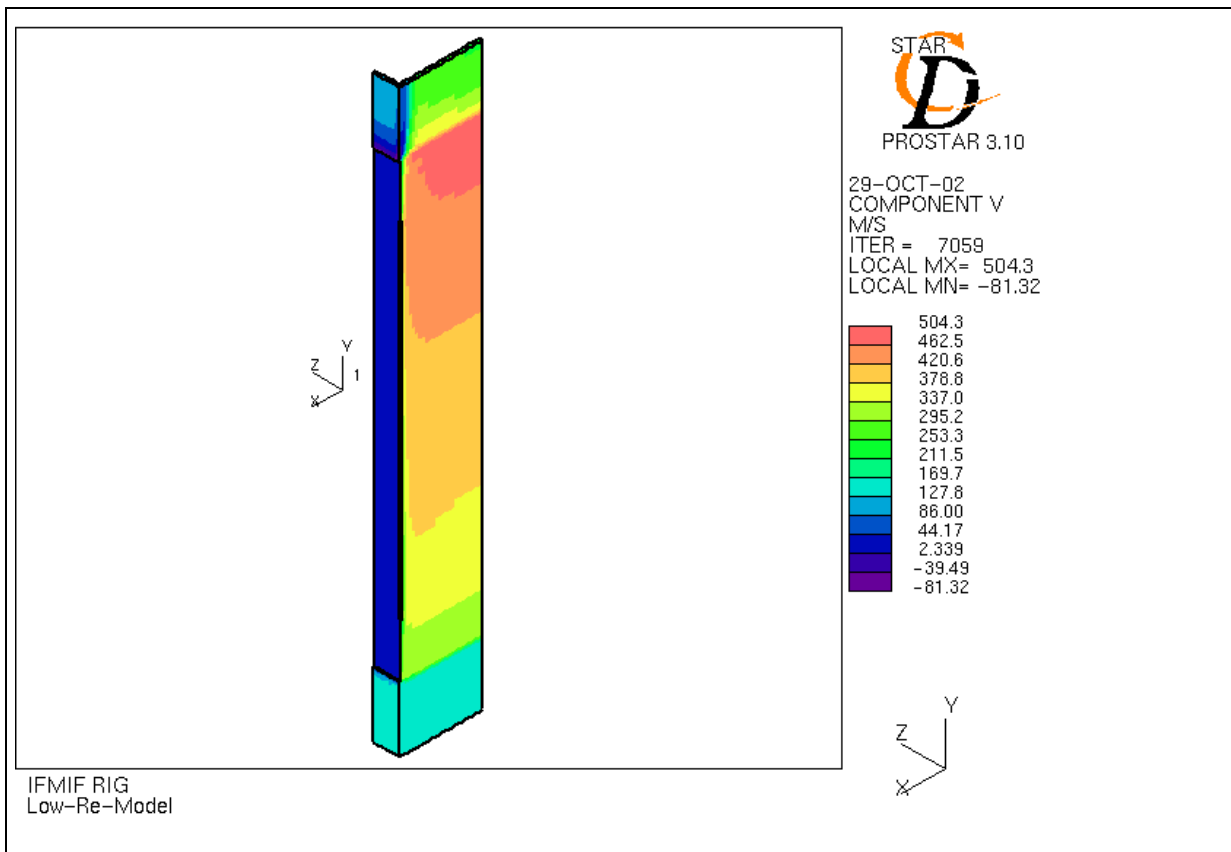 STAR
CD
PROSTAR 3.10
29-OCT-02
COMPONENT V
M/S
ITER = 7059
LOCAL MX= 504.3
LOCAL MN= -81.32
504.3
462.5
420.6
378.8
337.0
295.2
253.3
211.5
169.7
127.8
86.00
44.17
2.339
-39.49
-81.32
Y
Z
1
X
Y
Z
X
IFMIF RIG
Low-Re-Model